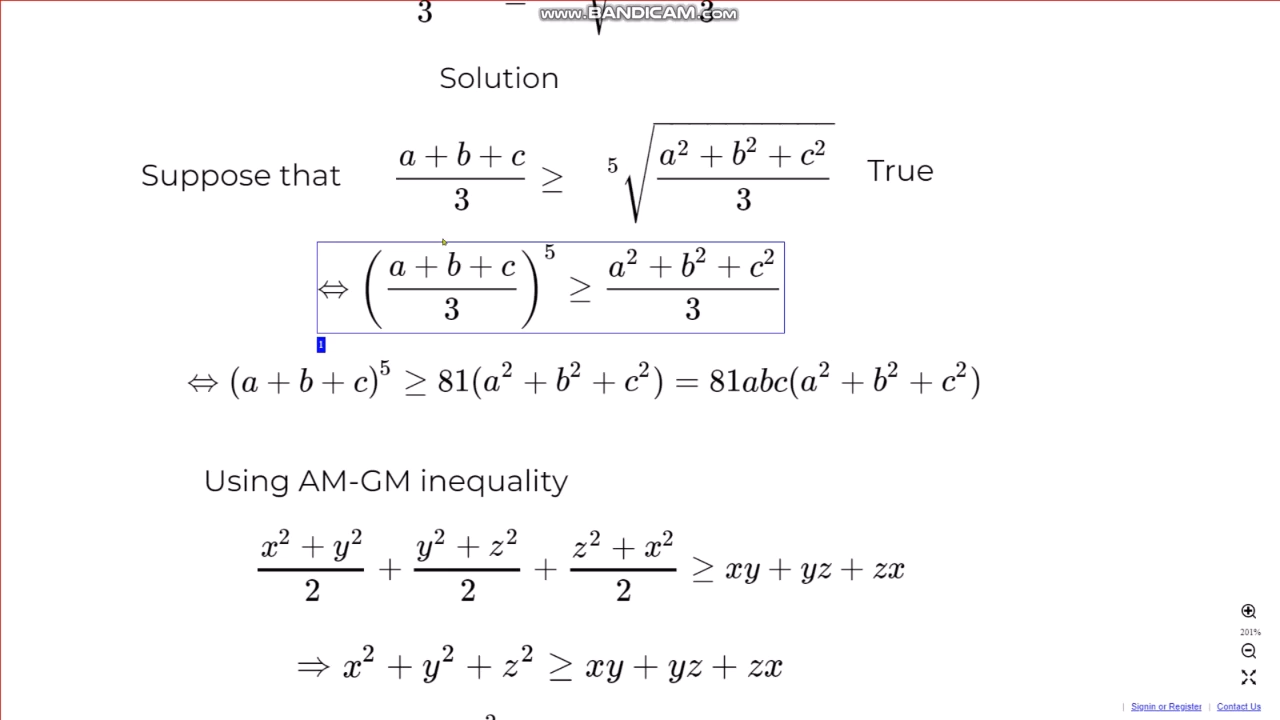 3 3
www.BANDICAM.com
Solution
Suppose that (a + b + c)/3 ≥ ⁵√((a² + b² + c²)/3) True
⇔ ((a + b + c)/3)⁵ ≥ (a² + b² + c²)/3
1
⇔ (a + b + c)⁵ ≥ 81(a² + b² + c²) = 81abc(a² + b² + c²)
Using AM-GM inequality
(x² + y²)/2 + (y² + z²)/2 + (z² + x²)/2 ≥ xy + yz + zx
⇒ x² + y² + z² ≥ xy + yz + zx
201%
| Signin or Register | Contact Us